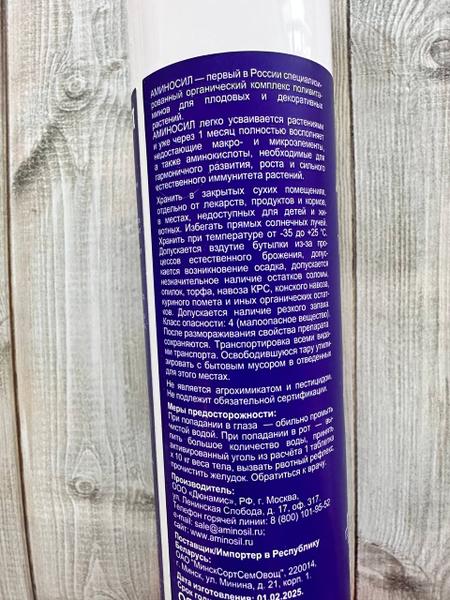 АМИНОСИЛ — первый в России специализи-
рованный органический комплекс поливита-
минов для плодовых и декоративных
растений.
АМИНОСИЛ легко усваивается растениями
и уже через 1 месяц полностью восполняет
недостающие макро- и микроэлементы,
а также аминокислоты, необходимые для
гармоничного развития, роста и сильного
естественного иммунитета растений.
Хранить в закрытых сухих помещениях,
отдельно от лекарств, продуктов и кормов,
в местах, недоступных для детей и жи-
вотных. Избегать прямых солнечных лучей.
Хранить при температуре от -35 до +25 °С.
Допускается вздутие бутылки из-за про-
цессов естественного брожения, допус-
кается возникновение осадка, допускается
незначительное наличие остатков соломы,
опилок, торфа, навоза КРС, конского навоза,
куриного помета и иных органических остат-
ков. Допускается наличие резкого запаха.
Класс опасности: 4 (малоопасное вещество).
После размораживания свойства препарата
сохраняются. Транспортировка всеми вида-
ми транспорта. Освободившуюся тару утили-
зировать с бытовым мусором в отведенных
для этого местах.
Не является агрохимикатом и пестицидом.
Не подлежит обязательной сертификации.
Меры предосторожности:
При попадании в глаза — обильно промыть
чистой водой. При попадании в рот — вы-
пить большое количество воды, принять
активированный уголь из расчёта 1 таблетка
х 10 кг веса тела, вызвать рвотный рефлекс,
прочистить желудок. Обратиться к врачу.
Производитель:
ООО «Дюнамис», РФ, г. Москва,
ул. Ленинская Слобода, д. 17, оф. 317,
Телефон горячей линии: 8 (800) 101-95-52
e-mail: sale@aminosil.ru;
сайт: www.aminosil.ru
Поставщик/Импортер в Республику
Беларусь:
ОАО "МинскСортСемОвощ", 220014,
г. Минск, ул. Минина, д. 21, корп. 1.
Дата изготовления: 01.02.2025.
Срок